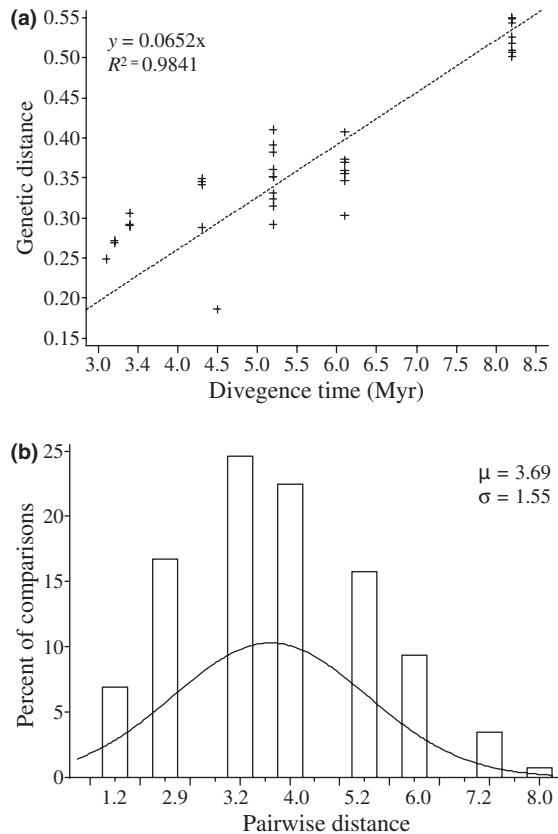 (a)
y = 0.0652x
R² = 0.9841
Genetic distance
0.55
0.50
0.45
0.40
0.35
0.30
0.25
0.20
0.15
3.0 3.4 4.0 4.5 5.0 5.5 6.0 6.5 7.0 7.5 8.0 8.5
Divegence time (Myr)
(b)
μ = 3.69
σ = 1.55
Percent of comparisons
25
20
15
10
5
0
1.2 2.9 3.2 4.0 5.2 6.0 7.2 8.0
Pairwise distance